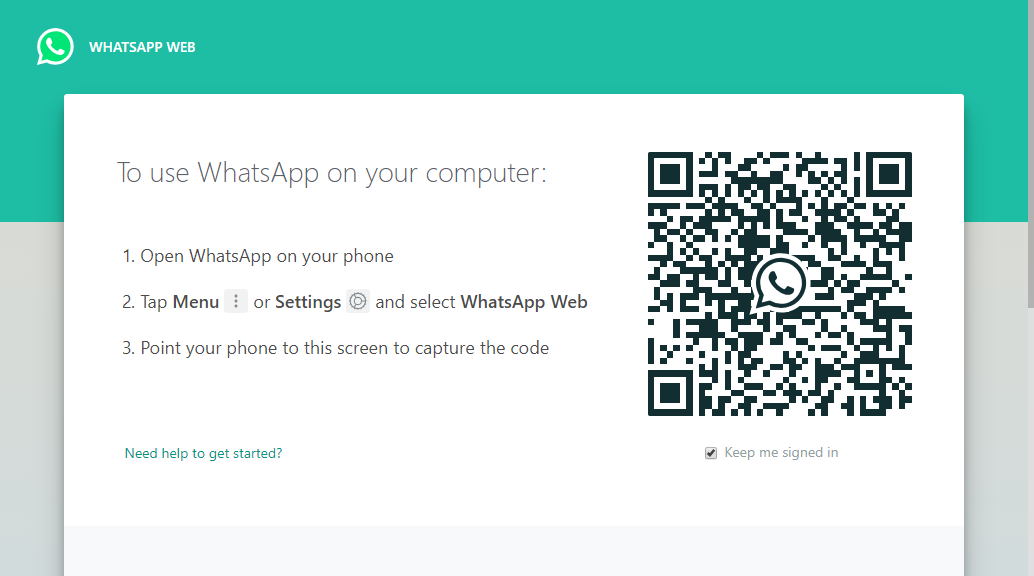 WHATSAPP WEB
To use WhatsApp on your computer:
1. Open WhatsApp on your phone
2. Tap Menu or Settings and select WhatsApp Web
3. Point your phone to this screen to capture the code
Need help to get started?
Keep me signed in